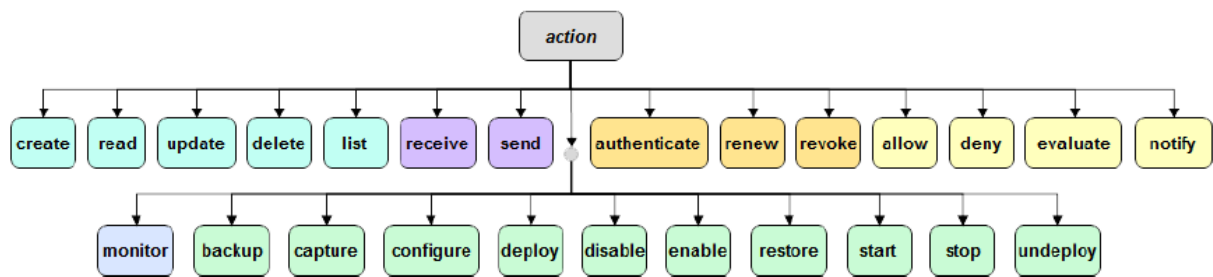 action
create read update delete list receive send authenticate renew revoke allow deny evaluate notify
monitor backup capture configure deploy disable enable restore start stop undeploy